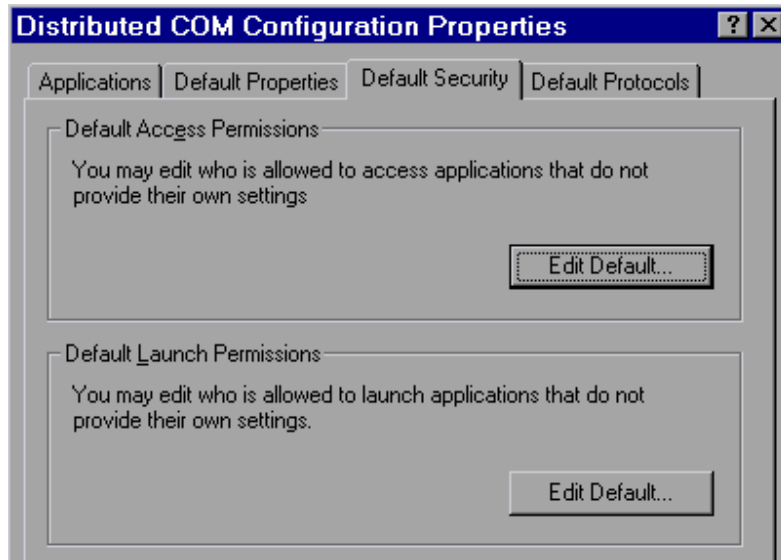 Distributed COM Configuration Properties
Applications
Default Properties
Default Security
Default Protocols
Default Access Permissions
You may edit who is allowed to access applications that do not
provide their own settings
Edit Default...
Default Launch Permissions
You may edit who is allowed to launch applications that do not
provide their own settings.
Edit Default...